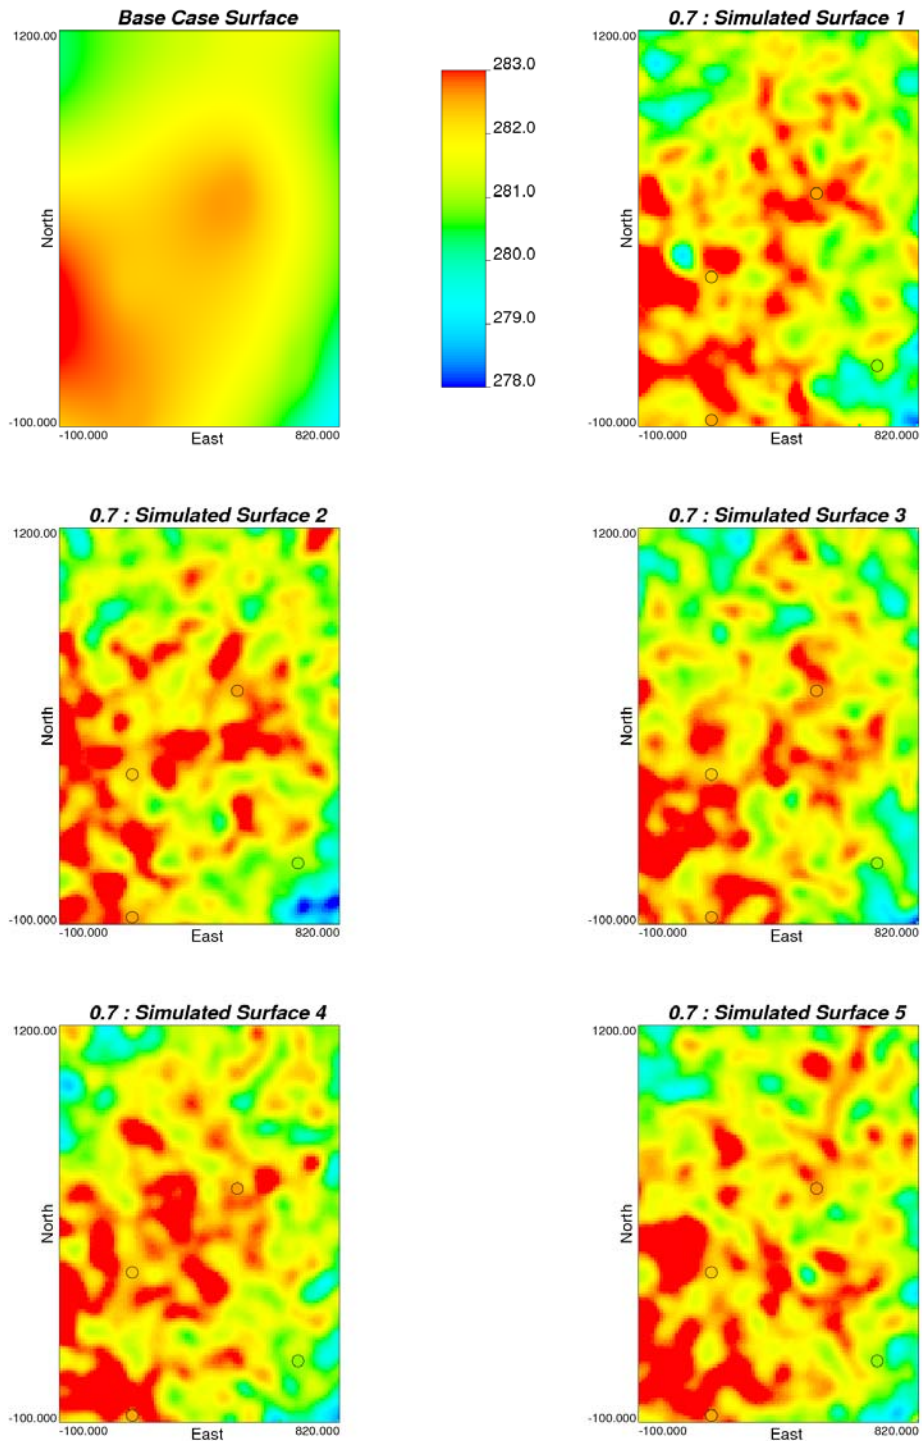 Base Case Surface
1200.00
North
-100.000
-100.000
East
820.000
283.0
282.0
281.0
280.0
279.0
278.0
0.7 : Simulated Surface 1
1200.00
North
-100.000
-100.000
East
820.000
0.7 : Simulated Surface 2
1200.00
North
-100.000
-100.000
East
820.000
0.7 : Simulated Surface 3
1200.00
North
-100.000
-100.000
East
820.000
0.7 : Simulated Surface 4
1200.00
North
-100.000
-100.000
East
820.000
0.7 : Simulated Surface 5
1200.00
North
-100.000
-100.000
East
820.000